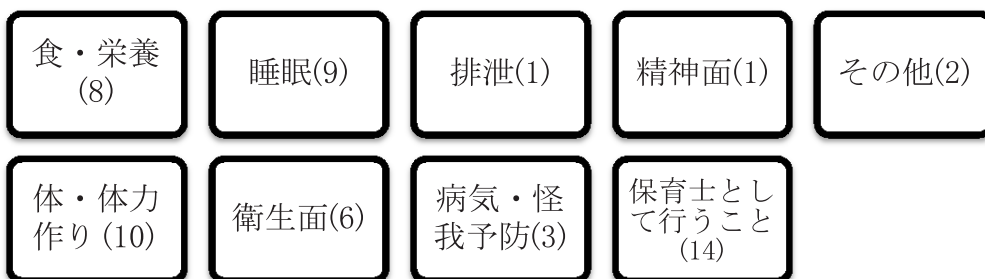 食・栄養
(8)
睡眠(9)
排泄(1)
精神面(1)
その他(2)
体・体力
作り(10)
衛生面(6)
病気・怪
我予防(3)
保育士とし
て行うこと
(14)